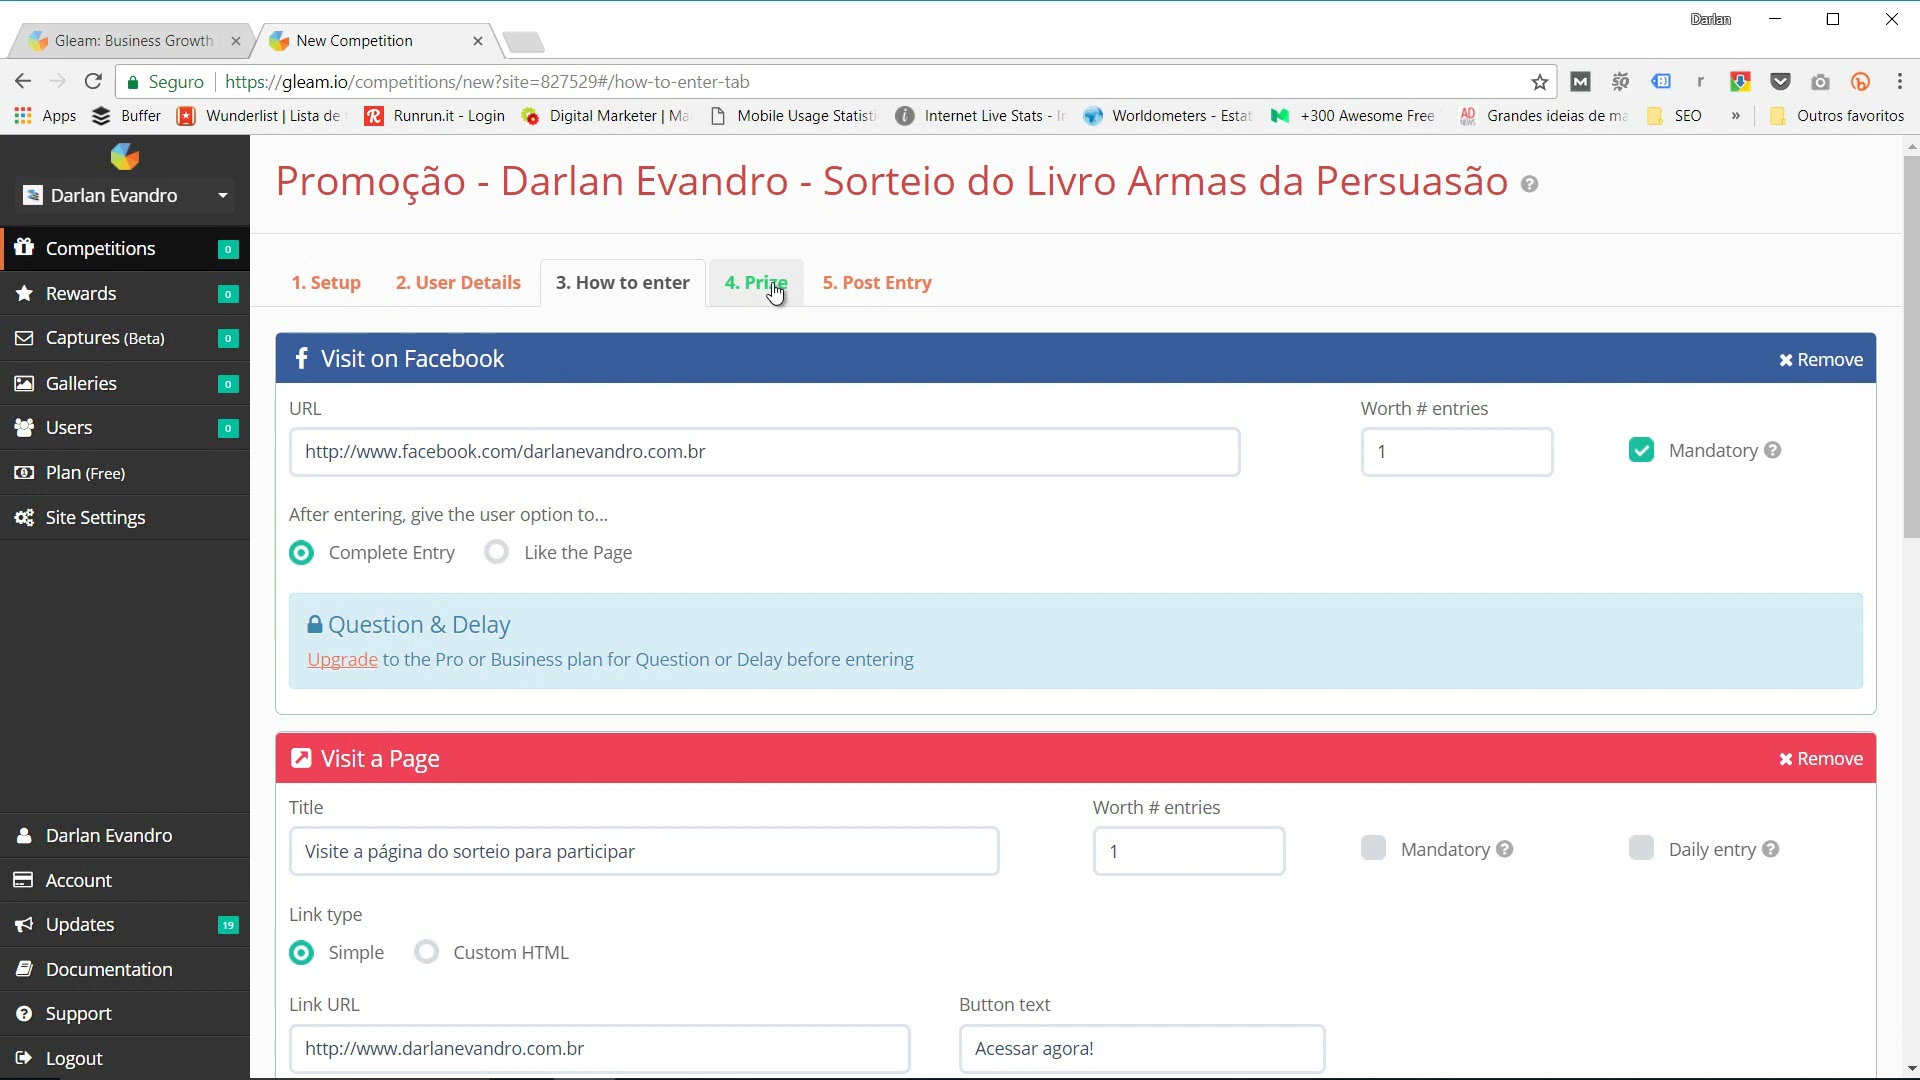 Darlan
Gleam: Business Growth
New Competition
Seguro
https://gleam.io/competitions/new?site=827529#/how-to-enter-tab
Apps
Buffer
Wunderlist | Lista de
Runrun.it - Login
Digital Marketer | Ma
Mobile Usage Statisti
Internet Live Stats - I
Worldometers - Estat
+300 Awesome Free
Grandes ideias de ma
SEO
»
Outros favoritos
Darlan Evandro
Competitions 0
Rewards 0
Captures (Beta) 0
Galleries 0
Users 0
Plan (Free)
Site Settings
Darlan Evandro
Account
Updates 19
Documentation
Support
Logout
Promoção - Darlan Evandro - Sorteio do Livro Armas da Persuasão
1. Setup
2. User Details
3. How to enter
4. Prize
5. Post Entry
Visit on Facebook
Remove
URL
Worth # entries
http://www.facebook.com/darlanevandro.com.br
1
Mandatory
After entering, give the user option to...
Complete Entry
Like the Page
Question & Delay
Upgrade to the Pro or Business plan for Question or Delay before entering
Visit a Page
Remove
Title
Worth # entries
Visite a página do sorteio para participar
1
Mandatory
Daily entry
Link type
Simple
Custom HTML
Link URL
Button text
http://www.darlanevandro.com.br
Acessar agora!